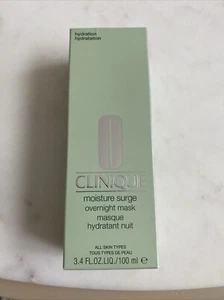 hydration
hydratation
CLINIQUE
moisture surge
overnight mask
masque
hydratant nuit
ALL SKIN TYPES
TOUS TYPES DE PEAU
3.4 FL.OZ.LIQ./100 ml ℮